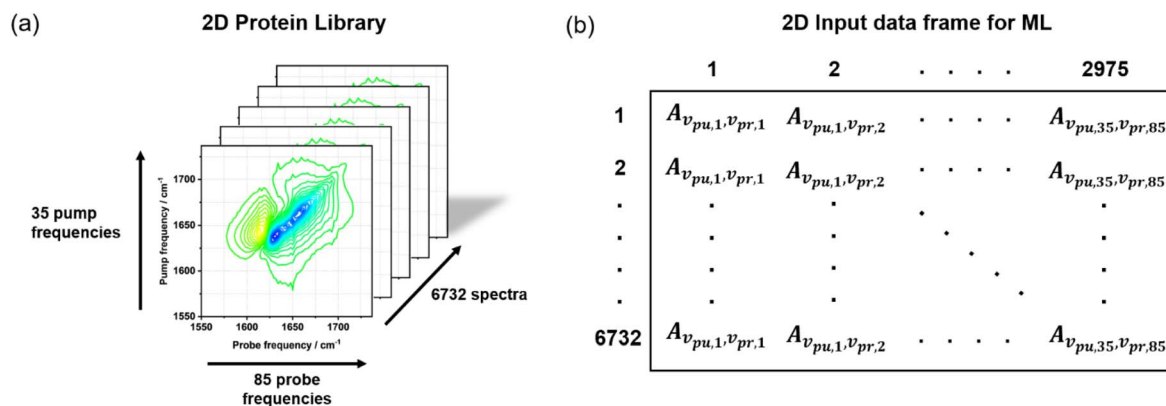 (a)
2D Protein Library
35 pump
frequencies
Pump frequency / cm⁻¹
1700
1650
1600
1550
1550 1600 1650 1700
Probe frequency / cm⁻¹
85 probe
frequencies
6732 spectra
(b)
2D Input data frame for ML
1 2 . . . . 2975
1 A_{v_{pu,1},v_{pr,1}} A_{v_{pu,1},v_{pr,2}} . . . . A_{v_{pu,35},v_{pr,85}}
2 A_{v_{pu,1},v_{pr,1}} A_{v_{pu,1},v_{pr,2}} . . . . A_{v_{pu,35},v_{pr,85}}
6732 A_{v_{pu,1},v_{pr,1}} A_{v_{pu,1},v_{pr,2}} . . . . A_{v_{pu,35},v_{pr,85}}